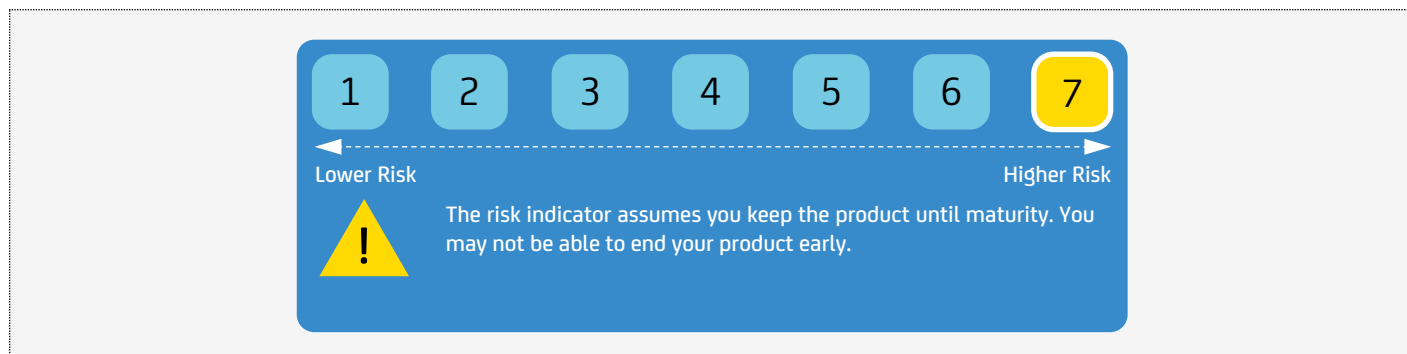 1 2 3 4 5 6 7
Lower Risk Higher Risk
!
The risk indicator assumes you keep the product until maturity. You
may not be able to end your product early.